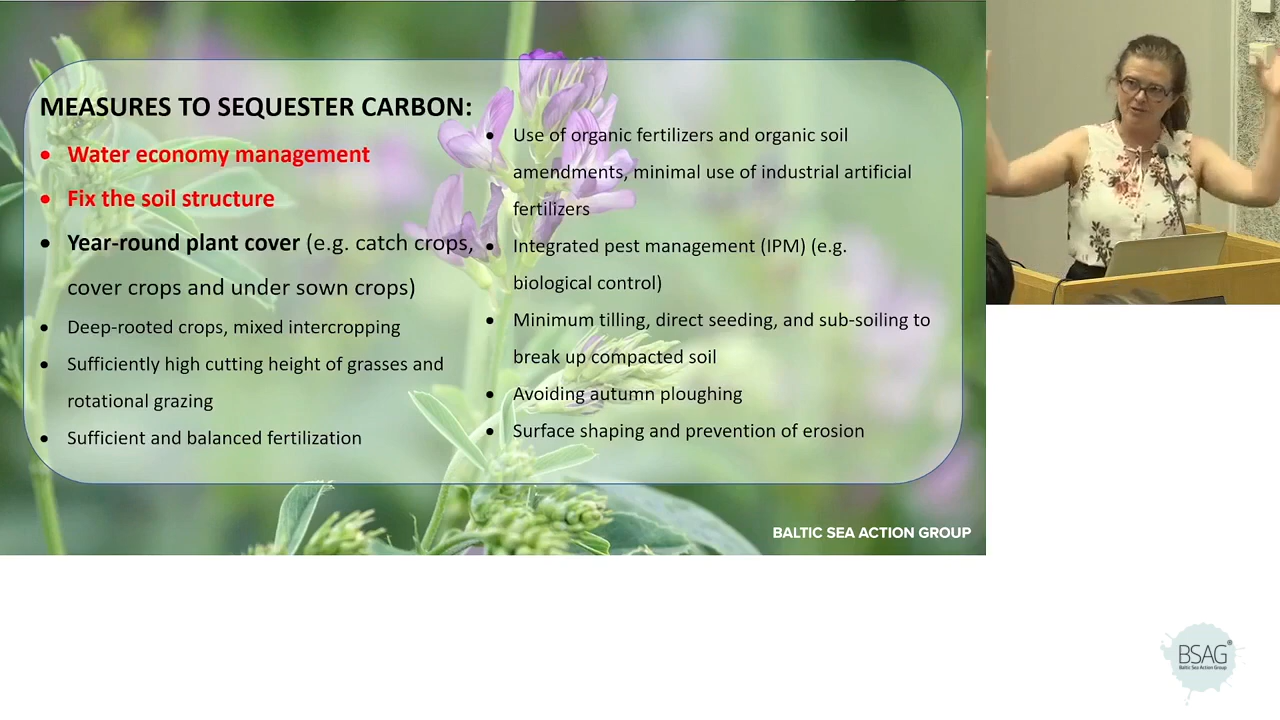 MEASURES TO SEQUESTER CARBON:
• Water economy management
• Fix the soil structure
• Year-round plant cover (e.g. catch crops,
cover crops and under sown crops)
• Deep-rooted crops, mixed intercropping
• Sufficiently high cutting height of grasses and
rotational grazing
• Sufficient and balanced fertilization
• Use of organic fertilizers and organic soil
amendments, minimal use of industrial artificial
fertilizers
• Integrated pest management (IPM) (e.g.
biological control)
• Minimum tilling, direct seeding, and sub-soiling to
break up compacted soil
• Avoiding autumn ploughing
• Surface shaping and prevention of erosion
BALTIC SEA ACTION GROUP
BSAG®
Baltic Sea Action Group